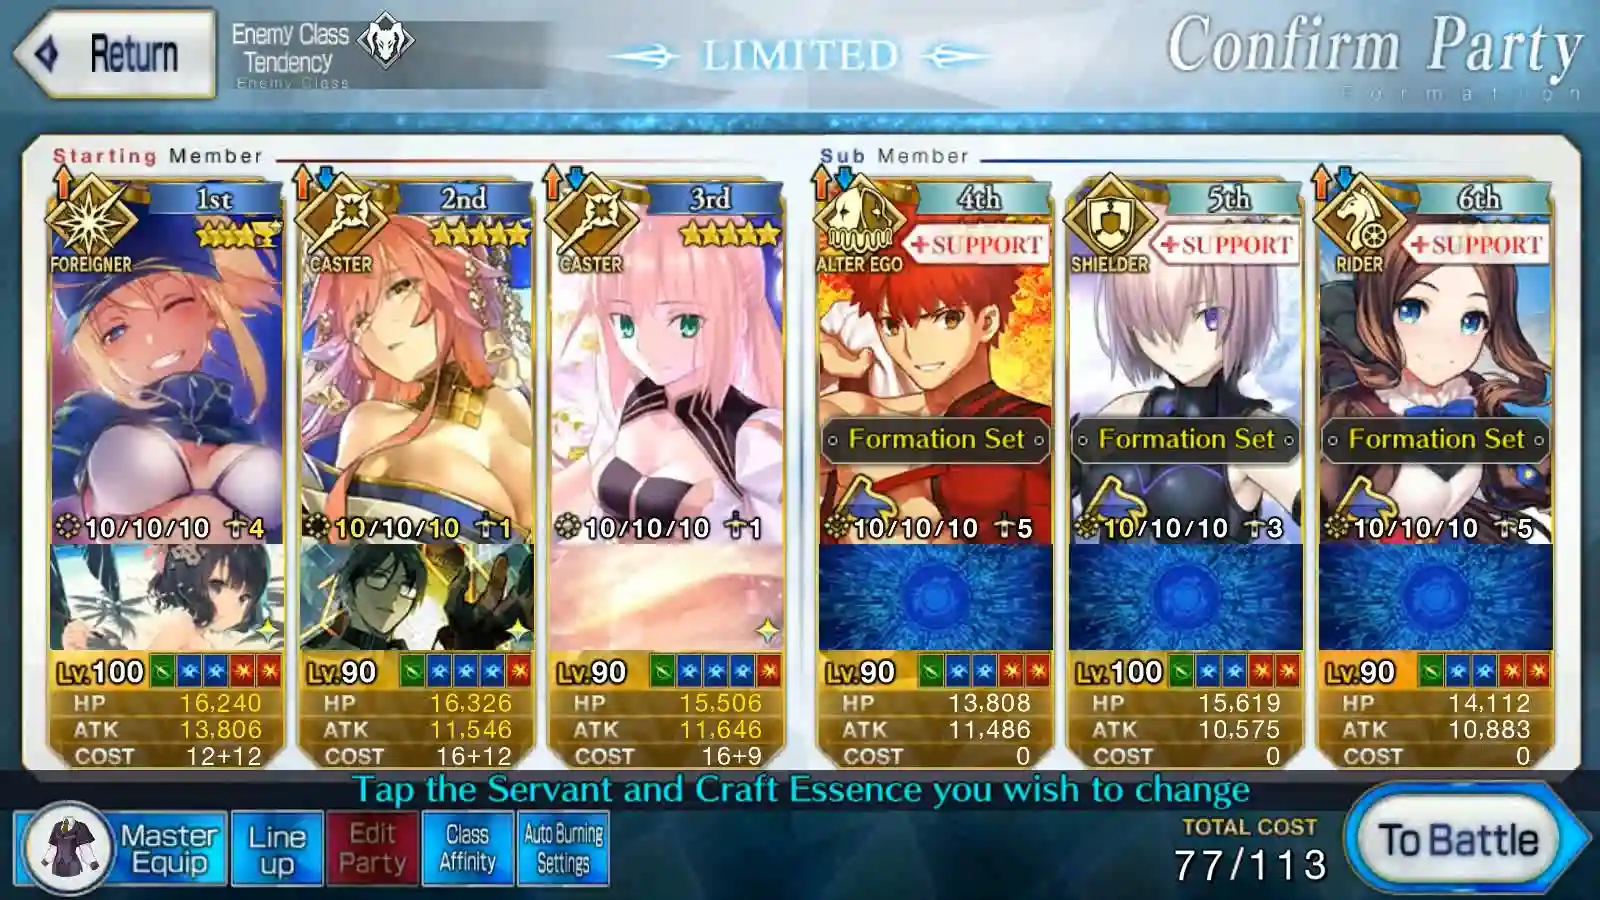 Return
Enemy Class
Tendency
Enemy Class
LIMITED
Confirm Party
Formation
Starting Member
Sub Member
1st
2nd
3rd
4th
5th
6th
FOREIGNER
CASTER
CASTER
ALTER EGO
+SUPPORT
SHIELDER
+SUPPORT
RIDER
+SUPPORT
Formation Set
Formation Set
Formation Set
10/10/10 4
10/10/10 1
10/10/10 1
10/10/10 5
10/10/10 3
10/10/10 5
Lv.100
HP 16,240
ATK 13,806
COST 12+12
Lv.90
HP 16,326
ATK 11,546
COST 16+12
Lv.90
HP 15,506
ATK 11,646
COST 16+9
Lv.90
HP 13,808
ATK 11,486
COST 0
Lv.100
HP 15,619
ATK 10,575
COST 0
Lv.90
HP 14,112
ATK 10,883
COST 0
Tap the Servant and Craft Essence you wish to change
Master
Equip
Line
up
Edit
Party
Class
Affinity
Auto Burning
Settings
TOTAL COST
77/113
To Battle